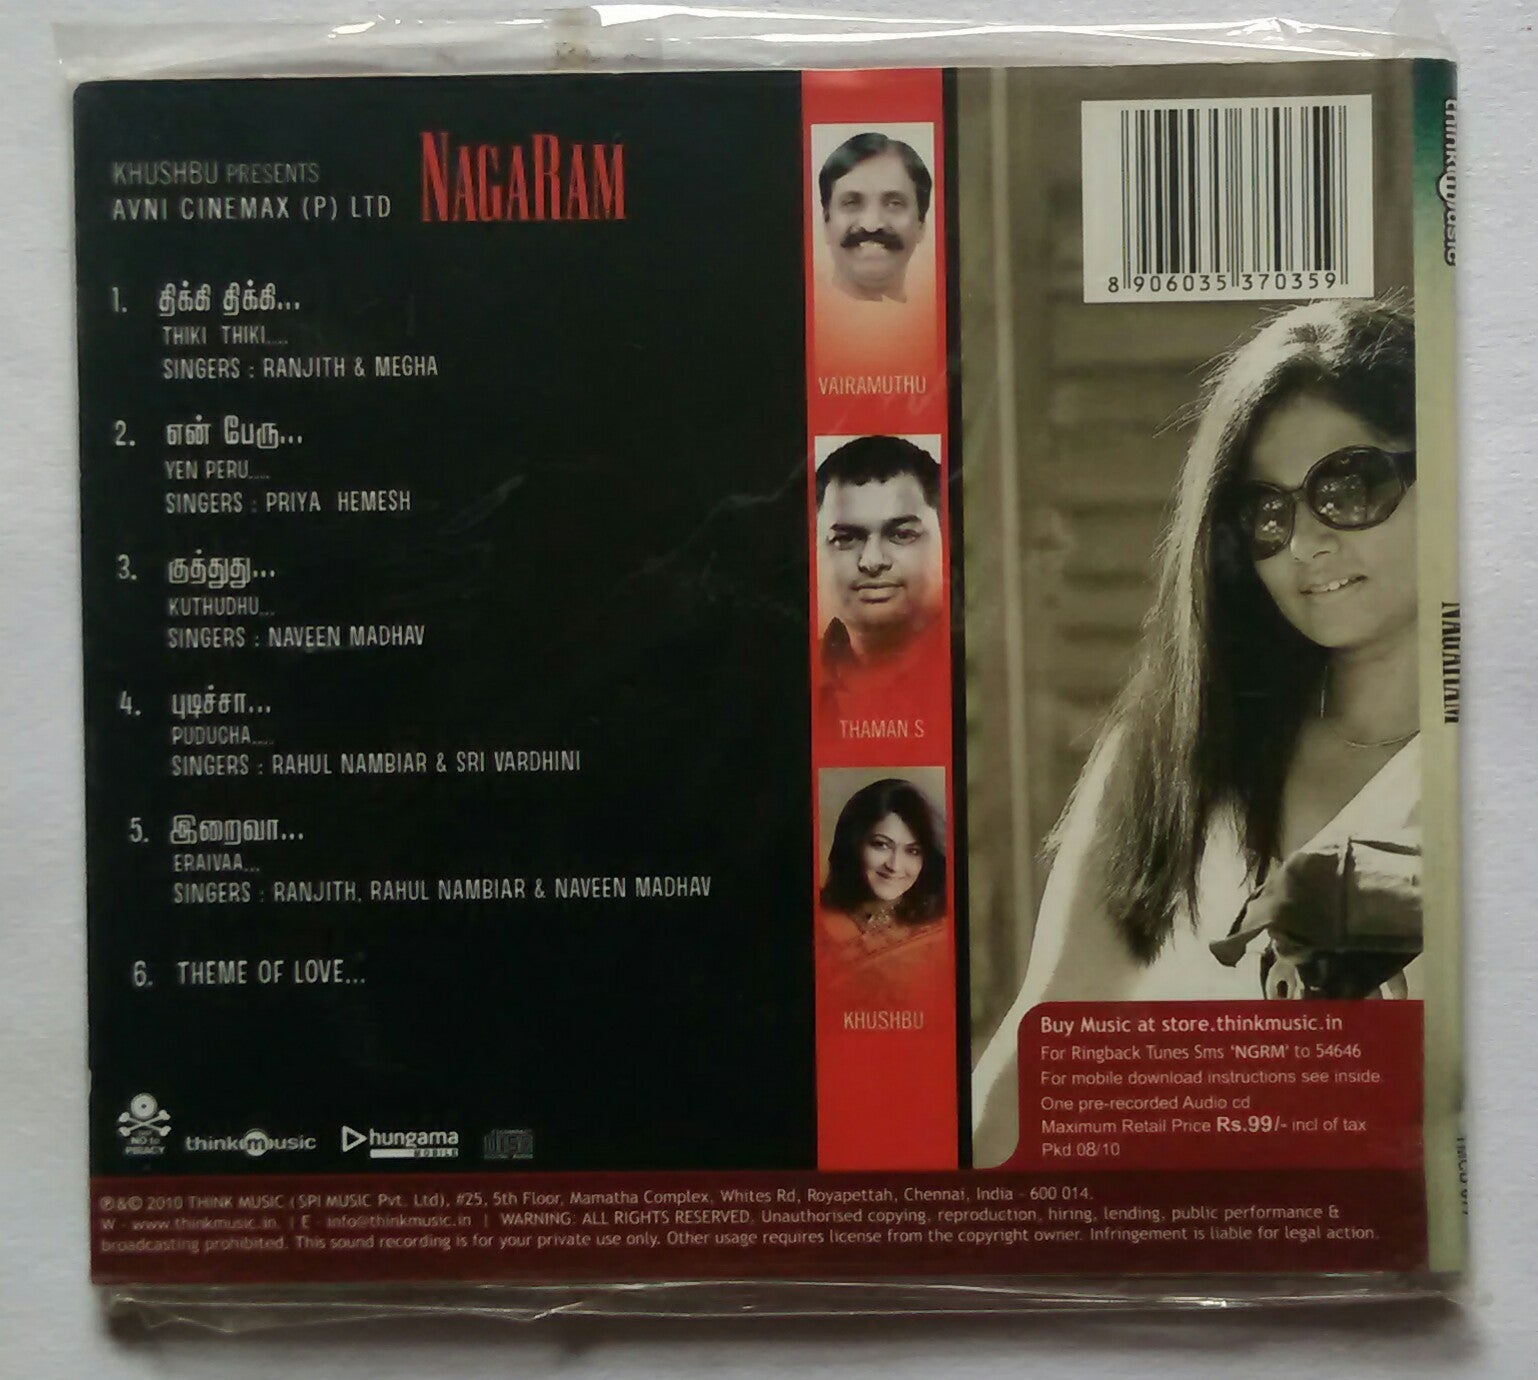 KHUSHBU PRESENTS
AVNI CINEMAX (P) LTD
NAGARAM
1. திக்கி திக்கி...
THIKI THIKI.....
SINGERS : RANJITH & MEGHA
2. என் பேரு...
YEN PERU.....
SINGERS : PRIYA HEMESH
3. குத்துது...
KUTHUDHU...
SINGERS : NAVEEN MADHAV
4. புடிச்சா...
PUDUCHA.....
SINGERS : RAHUL NAMBIAR & SRI VARDHINI
5. இறைவா...
ERAIVAA...
SINGERS : RANJITH, RAHUL NAMBIAR & NAVEEN MADHAV
6. THEME OF LOVE...
VAIRAMUTHU
THAMAN S
KHUSHBU
8 906035 370359
Buy Music at store.thinkmusic.in
For Ringback Tunes Sms 'NGRM' to 54646
For mobile download instructions see inside
One pre-recorded Audio cd
Maximum Retail Price Rs.99/- incl of tax
Pkd 08/10
NO to
PIRACY
thinkmusic
hungama
MOBILE
℗&© 2010 THINK MUSIC (SPI MUSIC Pvt. Ltd), #25, 5th Floor, Mamatha Complex, Whites Rd, Royapettah, Chennai, India - 600 014.
W - www.thinkmusic.in | E - info@thinkmusic.in | WARNING: ALL RIGHTS RESERVED. Unauthorised copying, reproduction, hiring, lending, public performance &
broadcasting prohibited. This sound recording is for your private use only. Other usage requires license from the copyright owner. Infringement is liable for legal action.
thinkmusic
NAGARAM